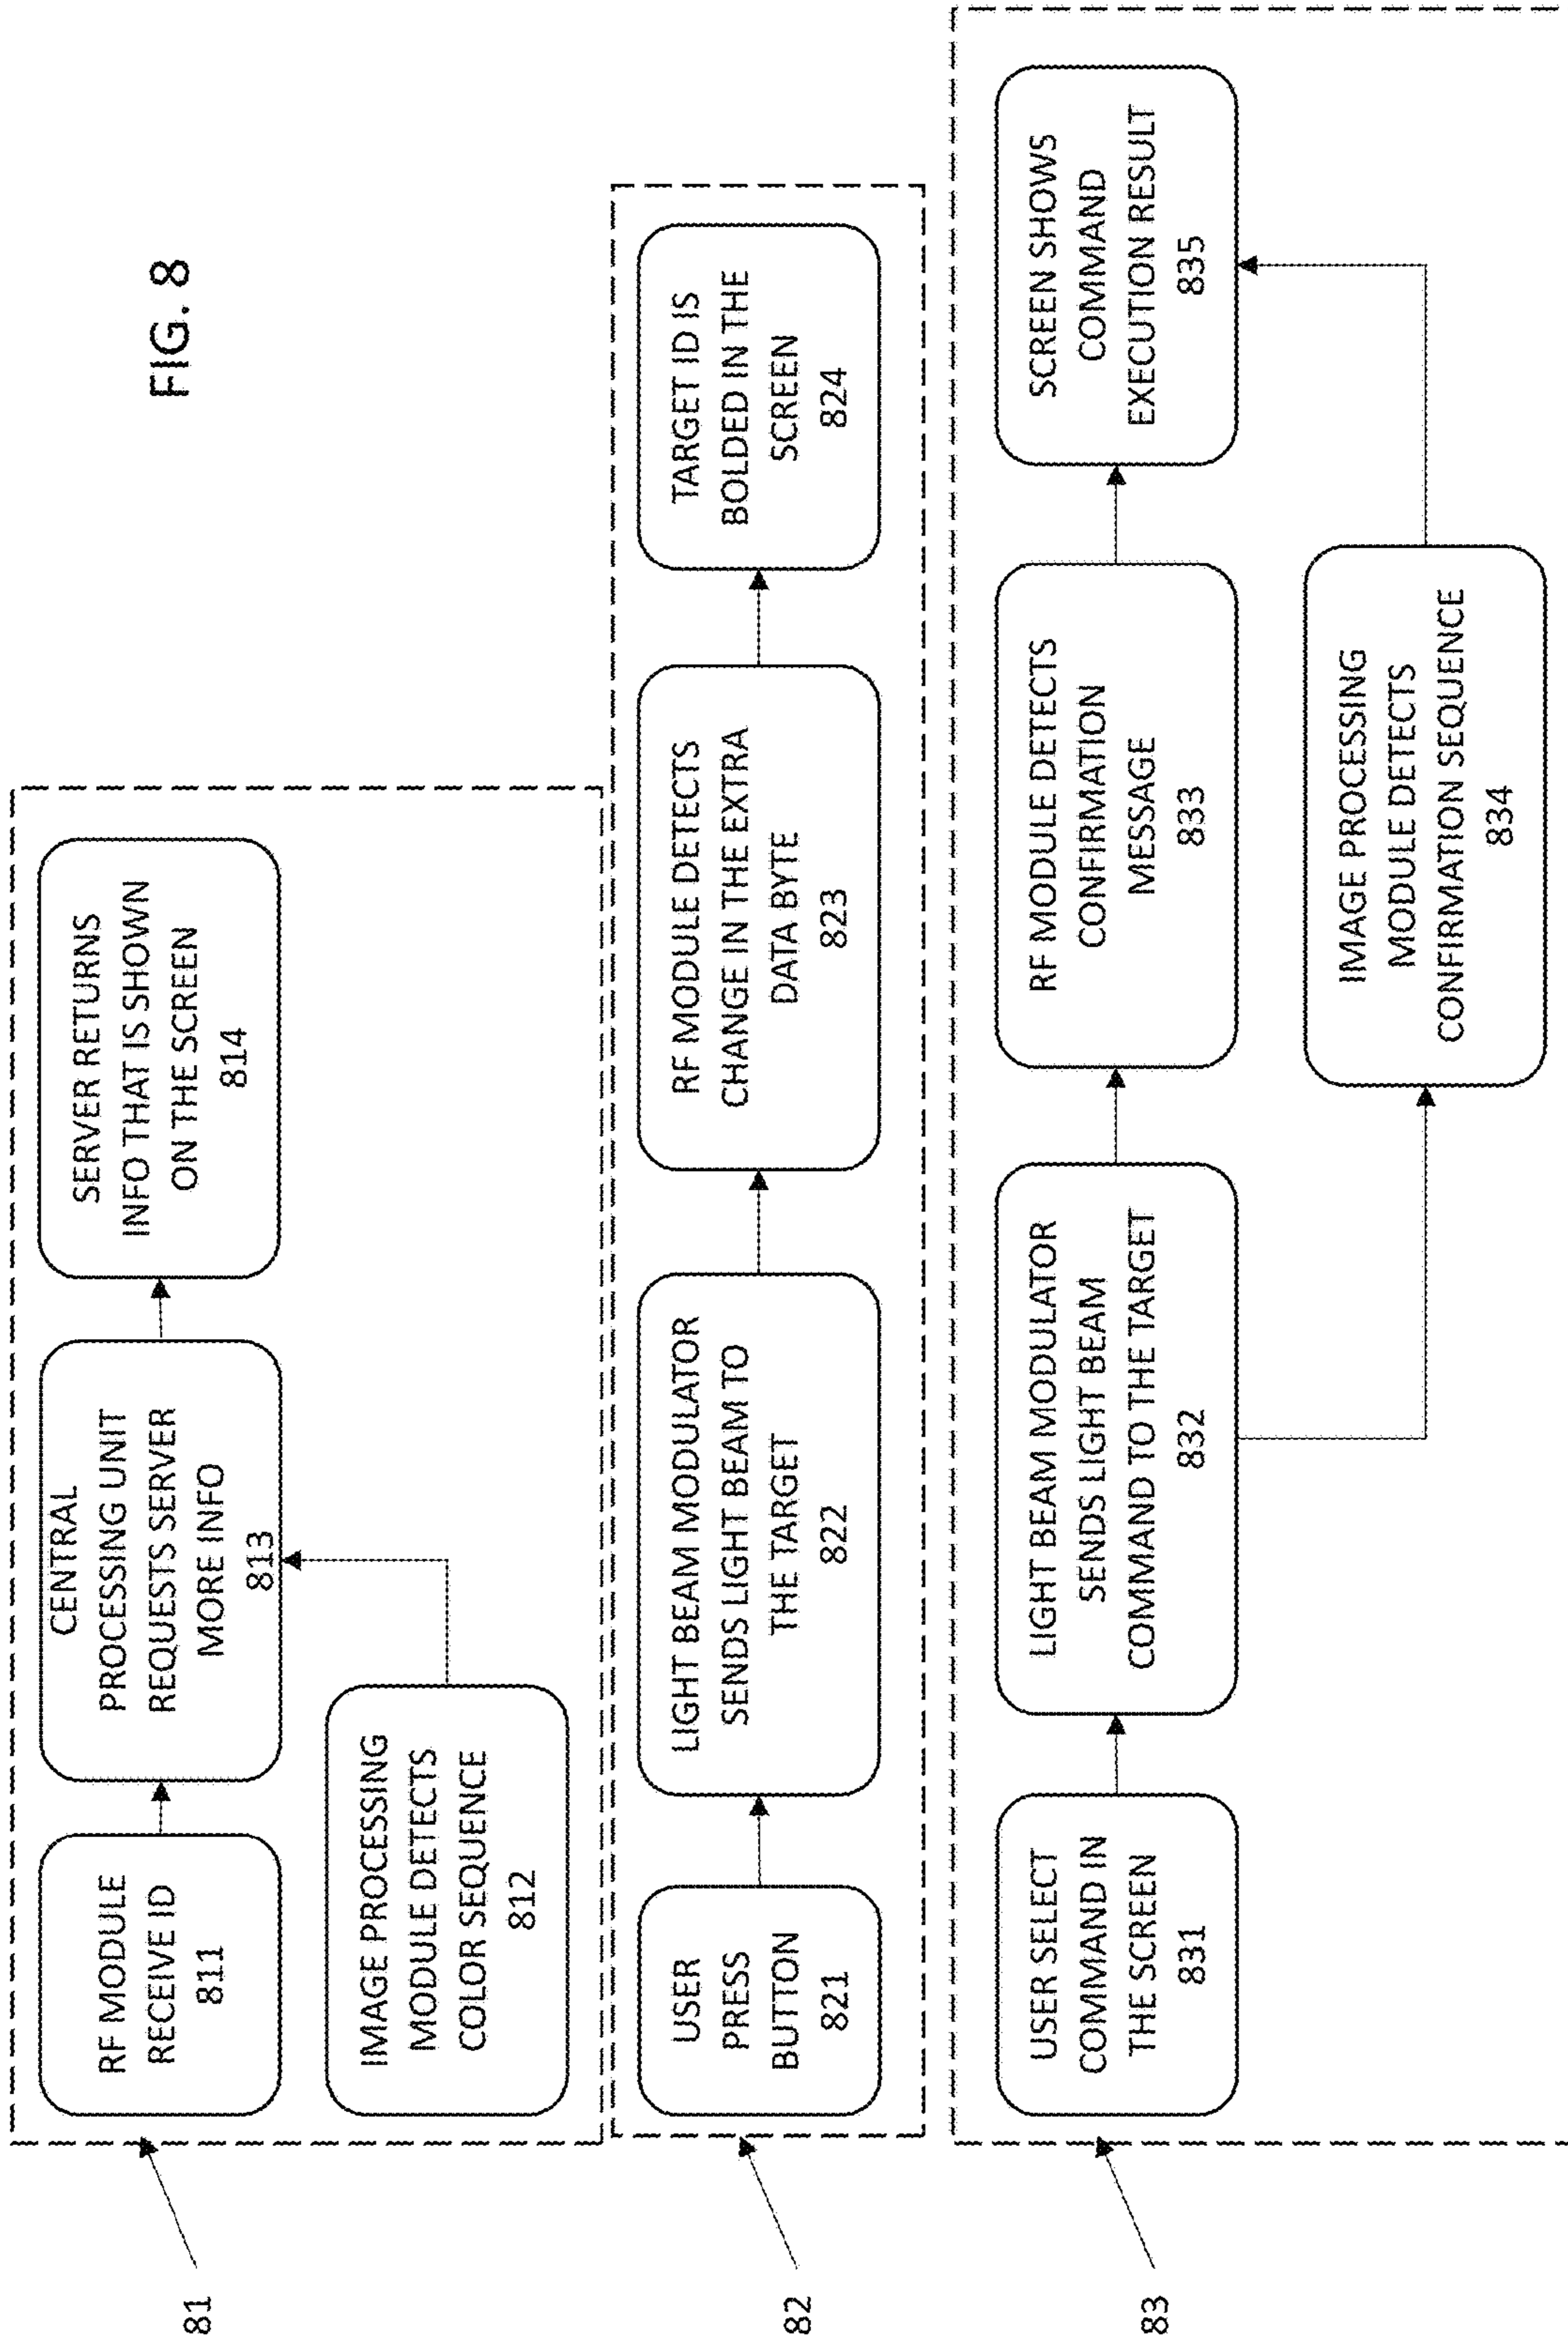 FIG. 8
81
RF MODULE
RECEIVE ID
811
IMAGE PROCESSING
MODULE DETECTS
COLOR SEQUENCE
812
CENTRAL
PROCESSING UNIT
REQUESTS SERVER
MORE INFO
813
SERVER RETURNS
INFO THAT IS SHOWN
ON THE SCREEN
814
82
USER
PRESS
BUTTON
821
LIGHT BEAM MODULATOR
SENDS LIGHT BEAM TO
THE TARGET
822
RF MODULE DETECTS
CHANGE IN THE EXTRA
DATA BYTE
823
TARGET ID IS
BOLDED IN THE
SCREEN
824
83
USER SELECT
COMMAND IN
THE SCREEN
831
LIGHT BEAM MODULATOR
SENDS LIGHT BEAM
COMMAND TO THE TARGET
832
RF MODULE DETECTS
CONFIRMATION
MESSAGE
833
IMAGE PROCESSING
MODULE DETECTS
CONFIRMATION SEQUENCE
834
SCREEN SHOWS
COMMAND
EXECUTION RESULT
835